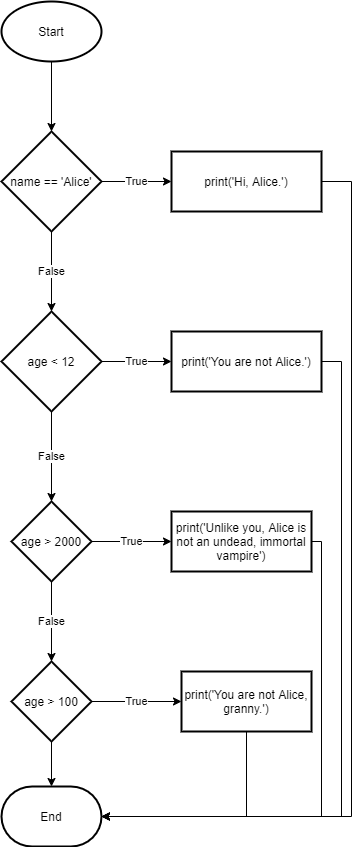 Start
name == 'Alice'
True
print('Hi, Alice.')
False
age < 12
True
print('You are not Alice.')
False
age > 2000
True
print('Unlike you, Alice is
not an undead, immortal
vampire')
False
age > 100
True
print('You are not Alice,
granny.')
End